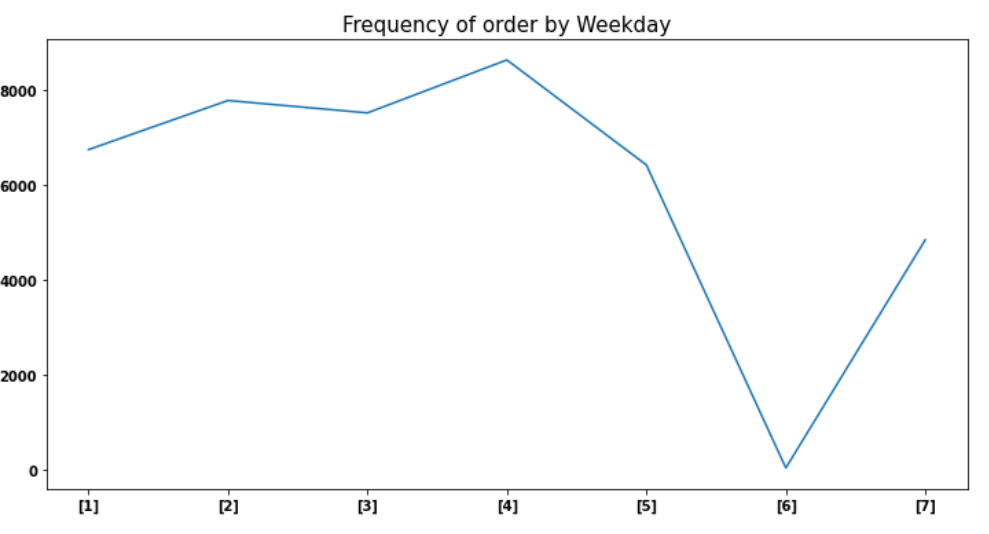 Frequency of order by Weekday
8000
6000
4000
2000
0
[1] [2] [3] [4] [5] [6] [7]